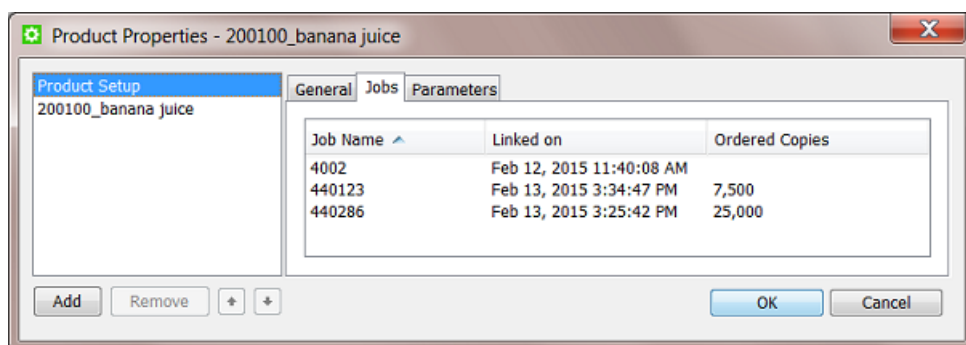 Product Properties - 200100_banana juice
Product Setup
200100_banana juice
General Jobs Parameters
Job Name Linked on Ordered Copies
4002 Feb 12, 2015 11:40:08 AM
440123 Feb 13, 2015 3:34:47 PM 7,500
440286 Feb 13, 2015 3:25:42 PM 25,000
Add Remove OK Cancel